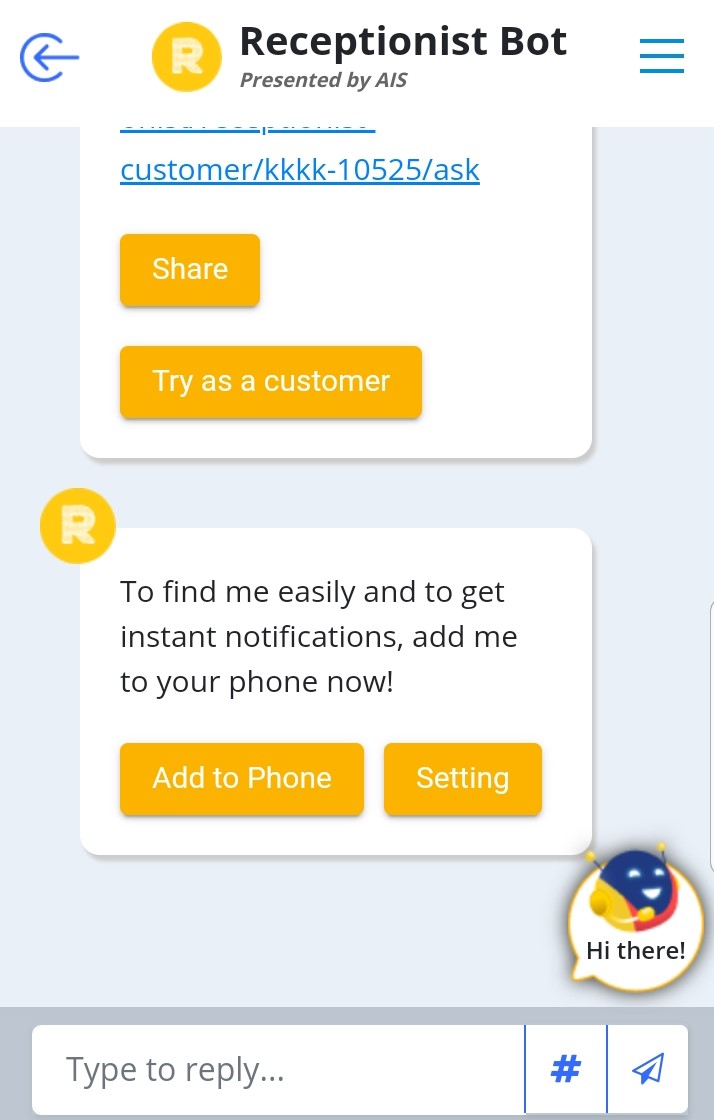 Receptionist Bot
Presented by AIS
customer/kkkk-10525/ask
Share
Try as a customer
R
To find me easily and to get
instant notifications, add me
to your phone now!
Add to Phone
Setting
Hi there!
Type to reply...
#